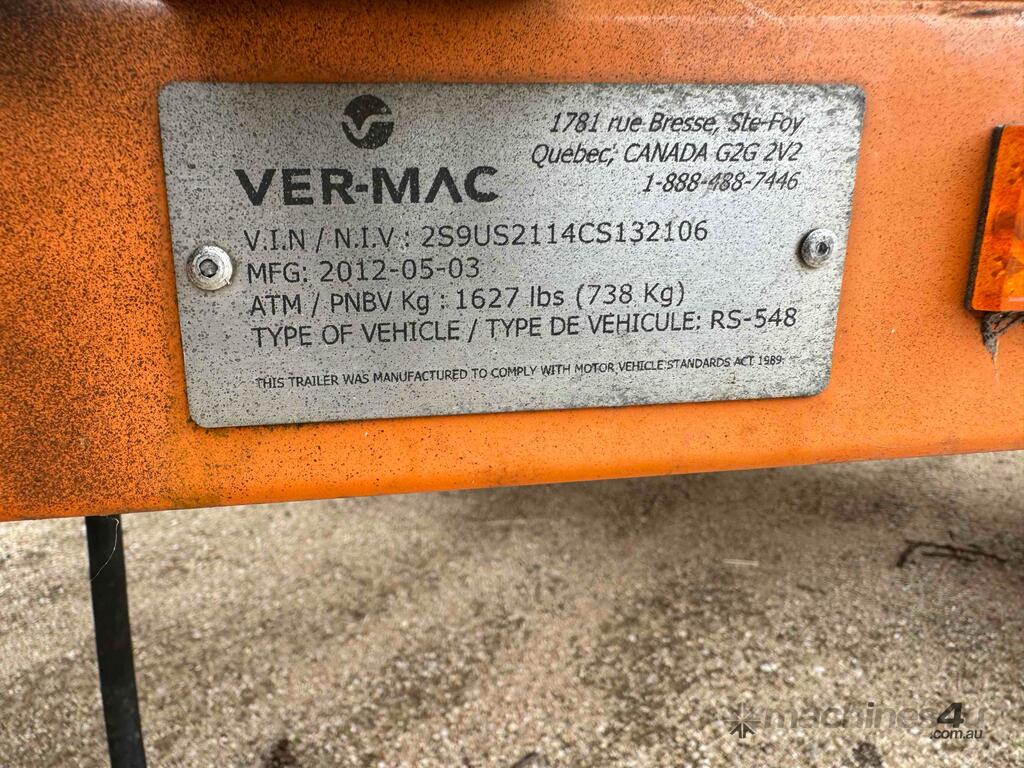 VER-MAC
1781 rue Bresse, Ste-Foy
Quebec, CANADA G2G 2V2
1-888-488-7446
V.I.N / N.I.V.: 2S9US2114CS132106
MFG: 2012-05-03
ATM / PNBV Kg : 1627 lbs (738 Kg)
TYPE OF VEHICLE / TYPE DE VEHICULE: RS-548
THIS TRAILER WAS MANUFACTURED TO COMPLY WITH MOTOR VEHICLE STANDARDS ACT 1989.
machines4u
.com.au